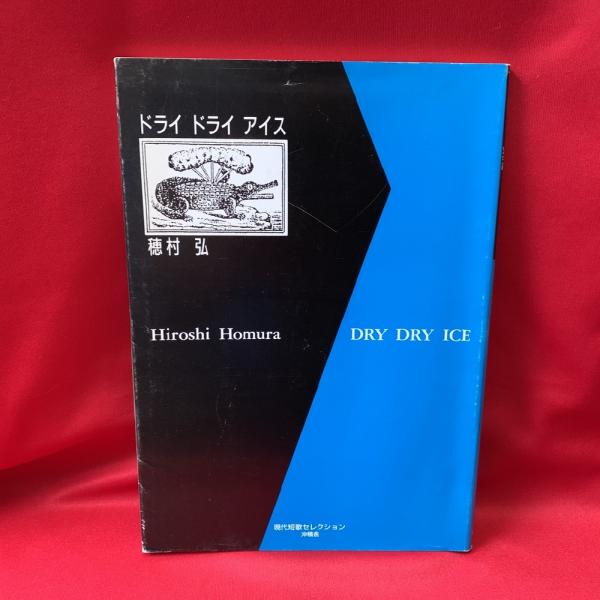 ドライ ドライ アイス
穂村 弘
Hiroshi Homura
DRY DRY ICE
現代短歌セレクション
沖積舎